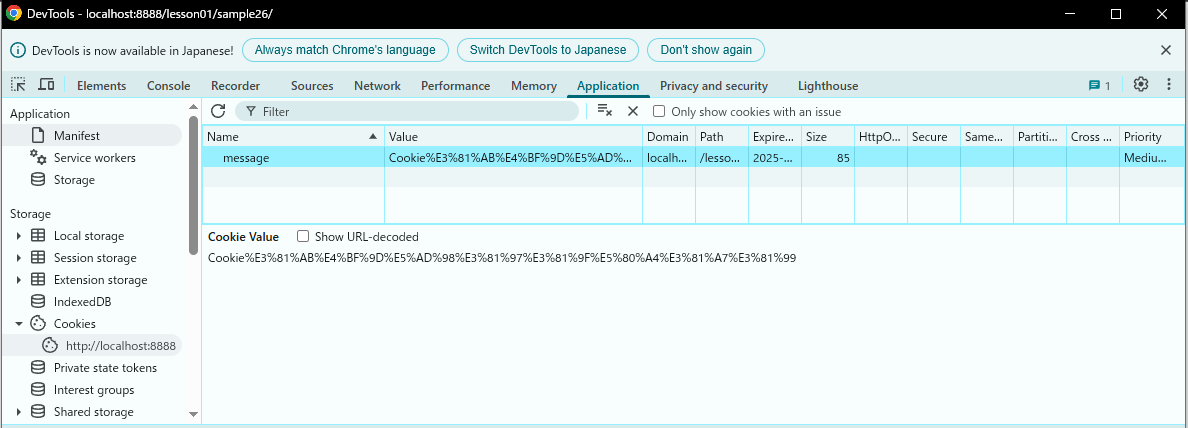 DevTools - localhost:8888/lesson01/sample26/
DevTools is now available in Japanese! Always match Chrome's language Switch DevTools to Japanese Don't show again
Elements Console Recorder Sources Network Performance Memory Application Privacy and security Lighthouse 1
Application
Manifest
Service workers
Storage
Storage
Local storage
Session storage
Extension storage
IndexedDB
Cookies
http://localhost:8888
Private state tokens
Interest groups
Shared storage
Filter Only show cookies with an issue
Name Value Domain Path Expire... Size HttpO... Secure Same... Partiti... Cross ... Priority
message Cookie%E3%81%AB%E4%BF%9D%E5%AD%... localh... /lesso... 2025-... 85 Mediu...
Cookie Value Show URL-decoded
Cookie%E3%81%AB%E4%BF%9D%E5%AD%98%E3%81%97%E3%81%9F%E5%80%A4%E3%81%A7%E3%81%99